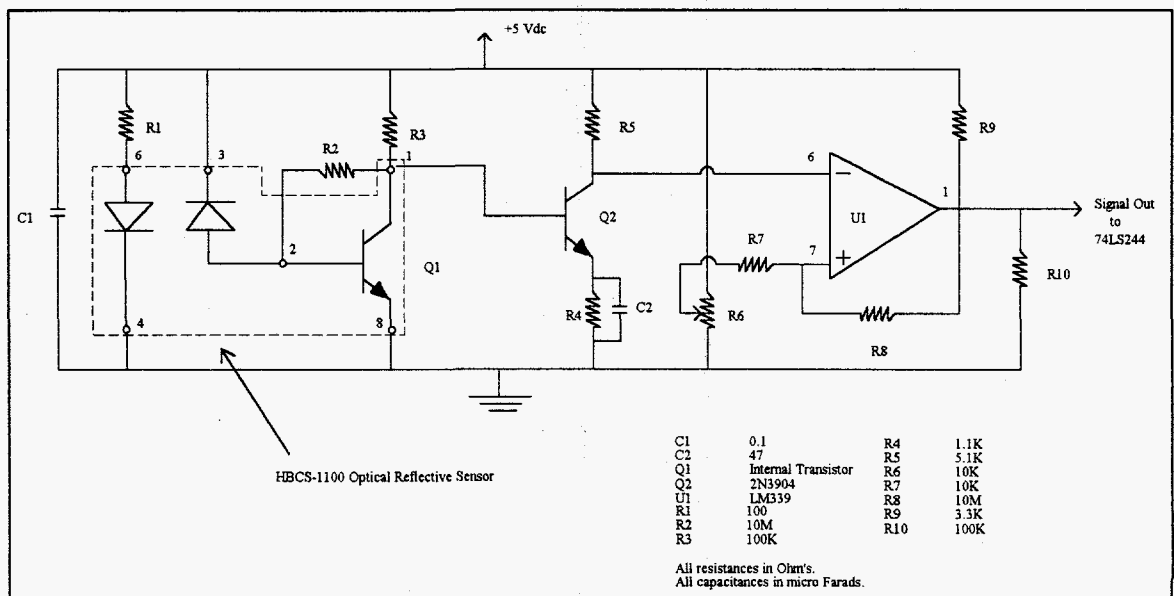 +5 Vdc
R1
R2
R3
R5
R9
6
3
1
C1
2
Q1
Q2
6
1
U1
7
R7
Signal Out
to
74LS244
R4
C2
R6
R8
R10
4
8
HBCS-1100 Optical Reflective Sensor
C1 0.1 R4 1.1K
C2 47 R5 5.1K
Q1 Internal Transistor R6 10K
Q2 2N3904 R7 10K
U1 LM339 R8 10M
R1 100 R9 3.3K
R2 10M R10 100K
R3 100K
All resistances in Ohm's.
All capacitances in micro Farads.